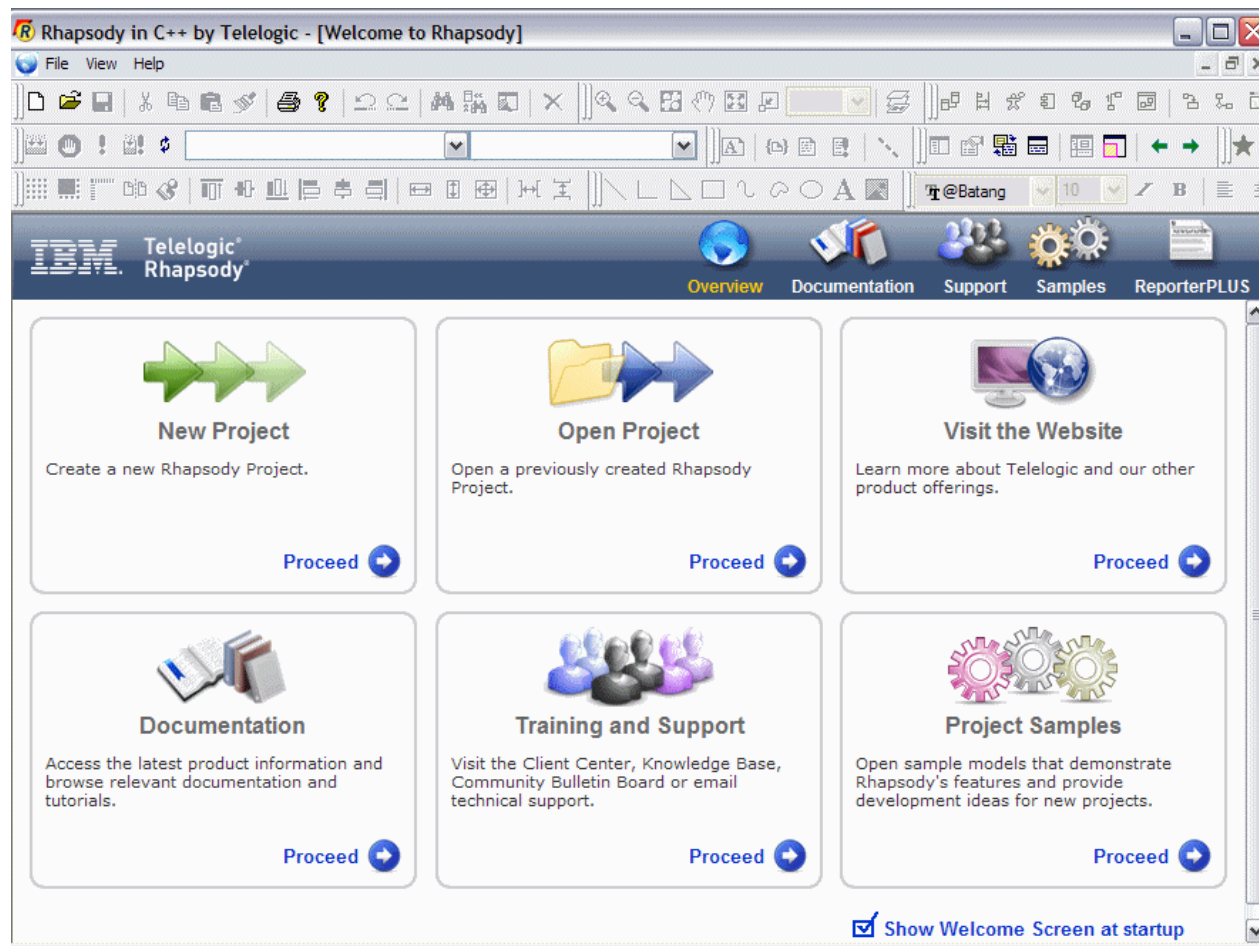 Rhapsody in C++ by Telelogic - [Welcome to Rhapsody]
File View Help
@Batang 10 B
IBM. Telelogic®
Rhapsody®
Overview Documentation Support Samples ReporterPLUS
New Project
Create a new Rhapsody Project.
Proceed
Open Project
Open a previously created Rhapsody
Project.
Proceed
Visit the Website
Learn more about Telelogic and our other
product offerings.
Proceed
Documentation
Access the latest product information and
browse relevant documentation and
tutorials.
Proceed
Training and Support
Visit the Client Center, Knowledge Base,
Community Bulletin Board or email
technical support.
Proceed
Project Samples
Open sample models that demonstrate
Rhapsody's features and provide
development ideas for new projects.
Proceed
Show Welcome Screen at startup